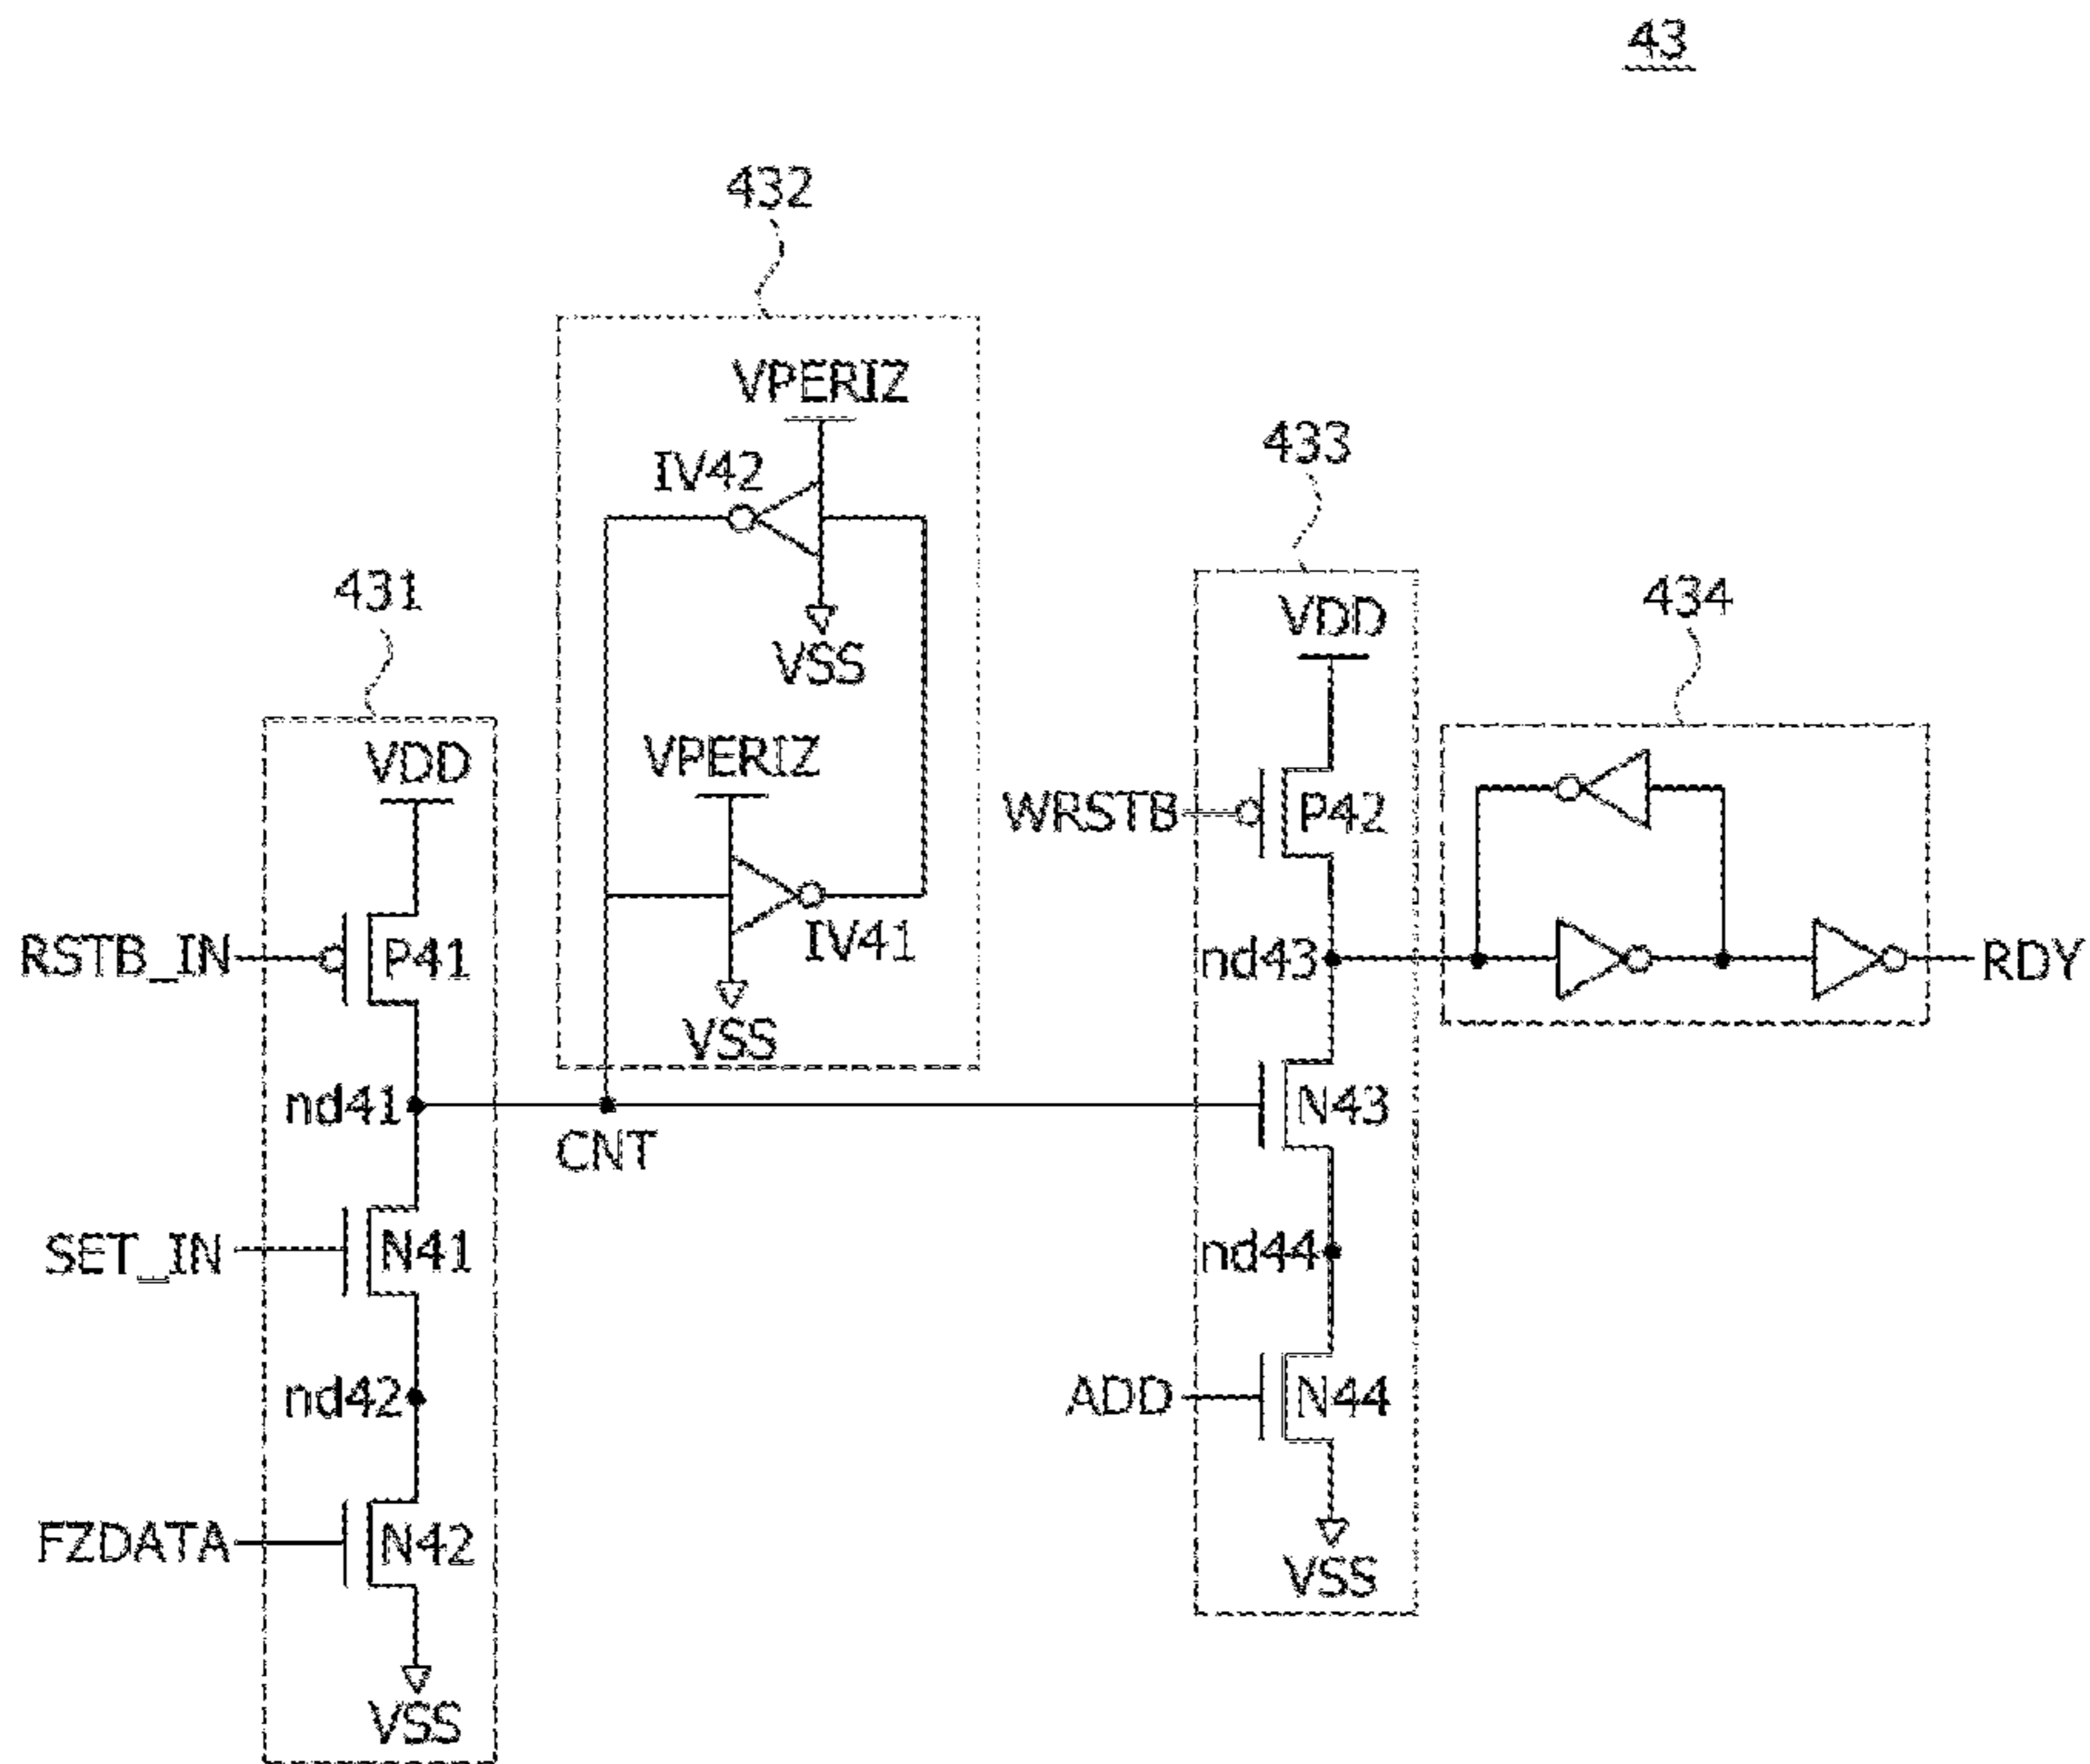 43
432
VPERIZ
433
IV42
431
434
VDD
VSS
VDD
VPERIZ
WRSTB
P42
RSTB_IN
P41
IV41
nd43
RDY
VSS
nd41
N43
CNT
SET_IN
N41
nd44
nd42
ADD
N44
FZDATA
N42
VSS
VSS